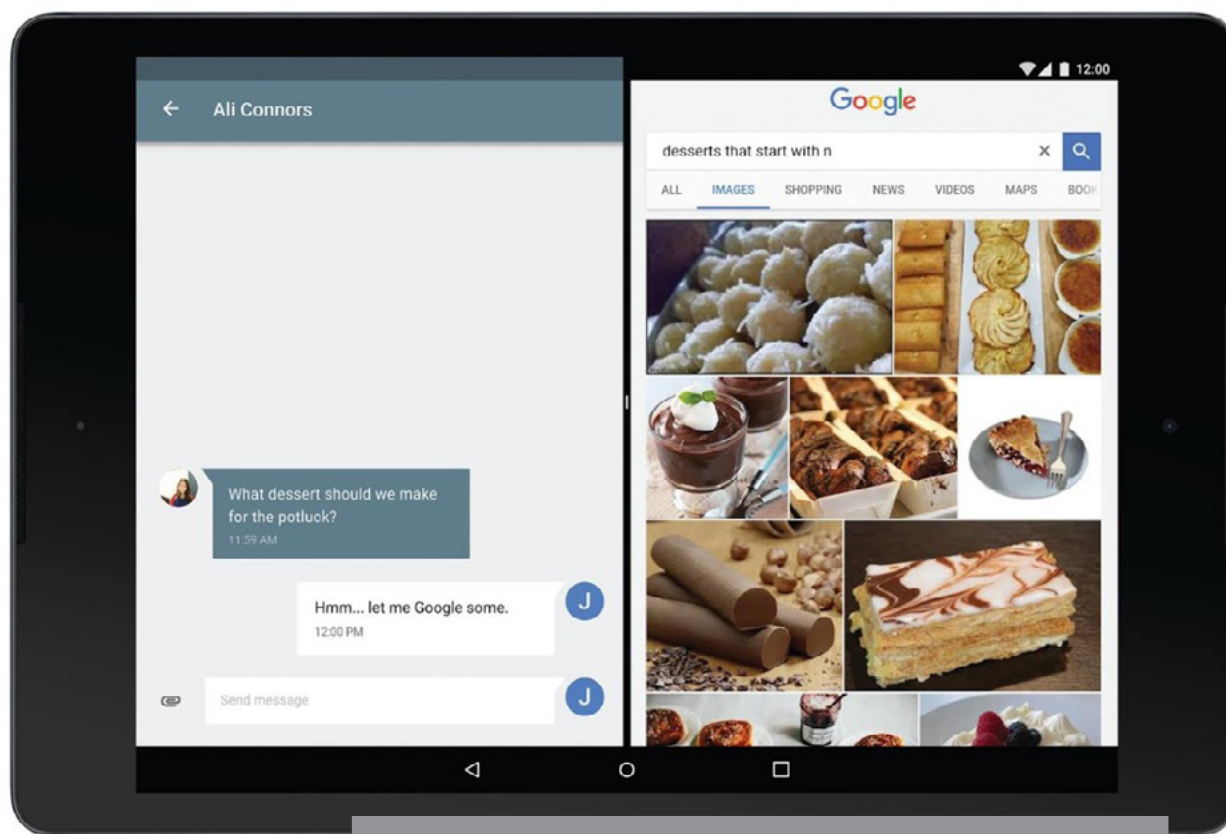 12:00
Ali Connors
What dessert should we make
for the potluck?
11:59 AM
Hmm... let me Google some.
12:00 PM
J
Send message
J
Google
desserts that start with n
ALL IMAGES SHOPPING NEWS VIDEOS MAPS BOOK